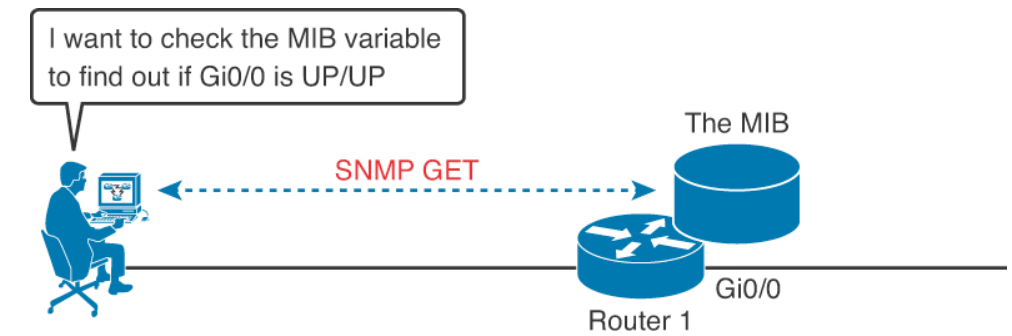 I want to check the MIB variable
to find out if Gi0/0 is UP/UP
The MIB
SNMP GET
Gi0/0
Router 1